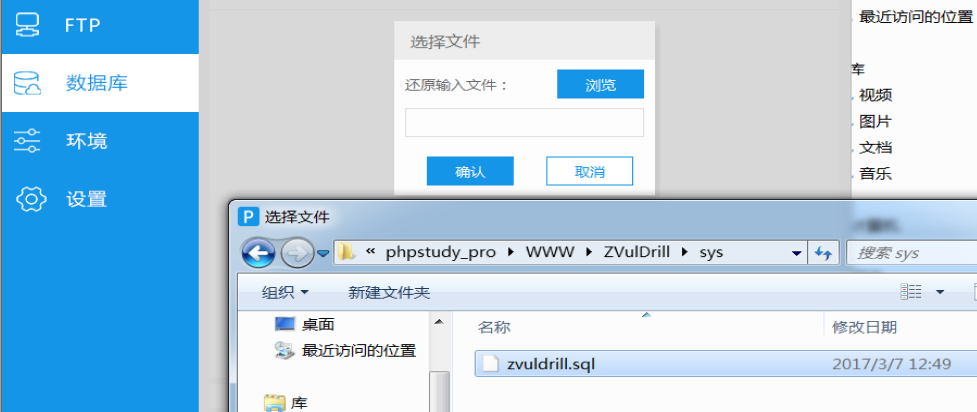 FTP
数据库
环境
设置
选择文件
还原输入文件：
浏览
确认
取消
最近访问的位置
库
视频
图片
文档
音乐
选择文件
« phpstudy_pro WWW ZVulDrill sys
搜索 sys
组织 新建文件夹
桌面
最近访问的位置
库
名称 修改日期
zvuldrill.sql 2017/3/7 12:49